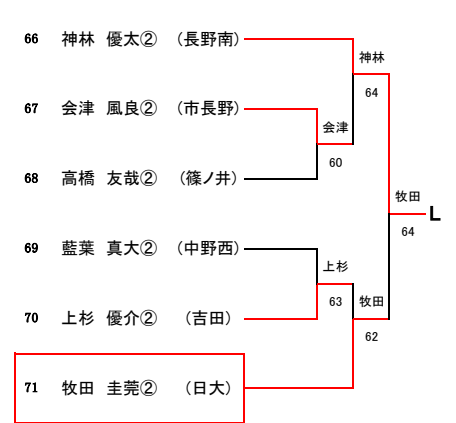 66 神林 優太② (長野南)
神林
64
67 会津 風良② (市長野)
会津
60
68 高橋 友哉② (篠ノ井)
牧田
L
64
69 藍葉 真大② (中野西)
上杉
63
牧田
62
70 上杉 優介② (吉田)
71 牧田 圭莞② (日大)